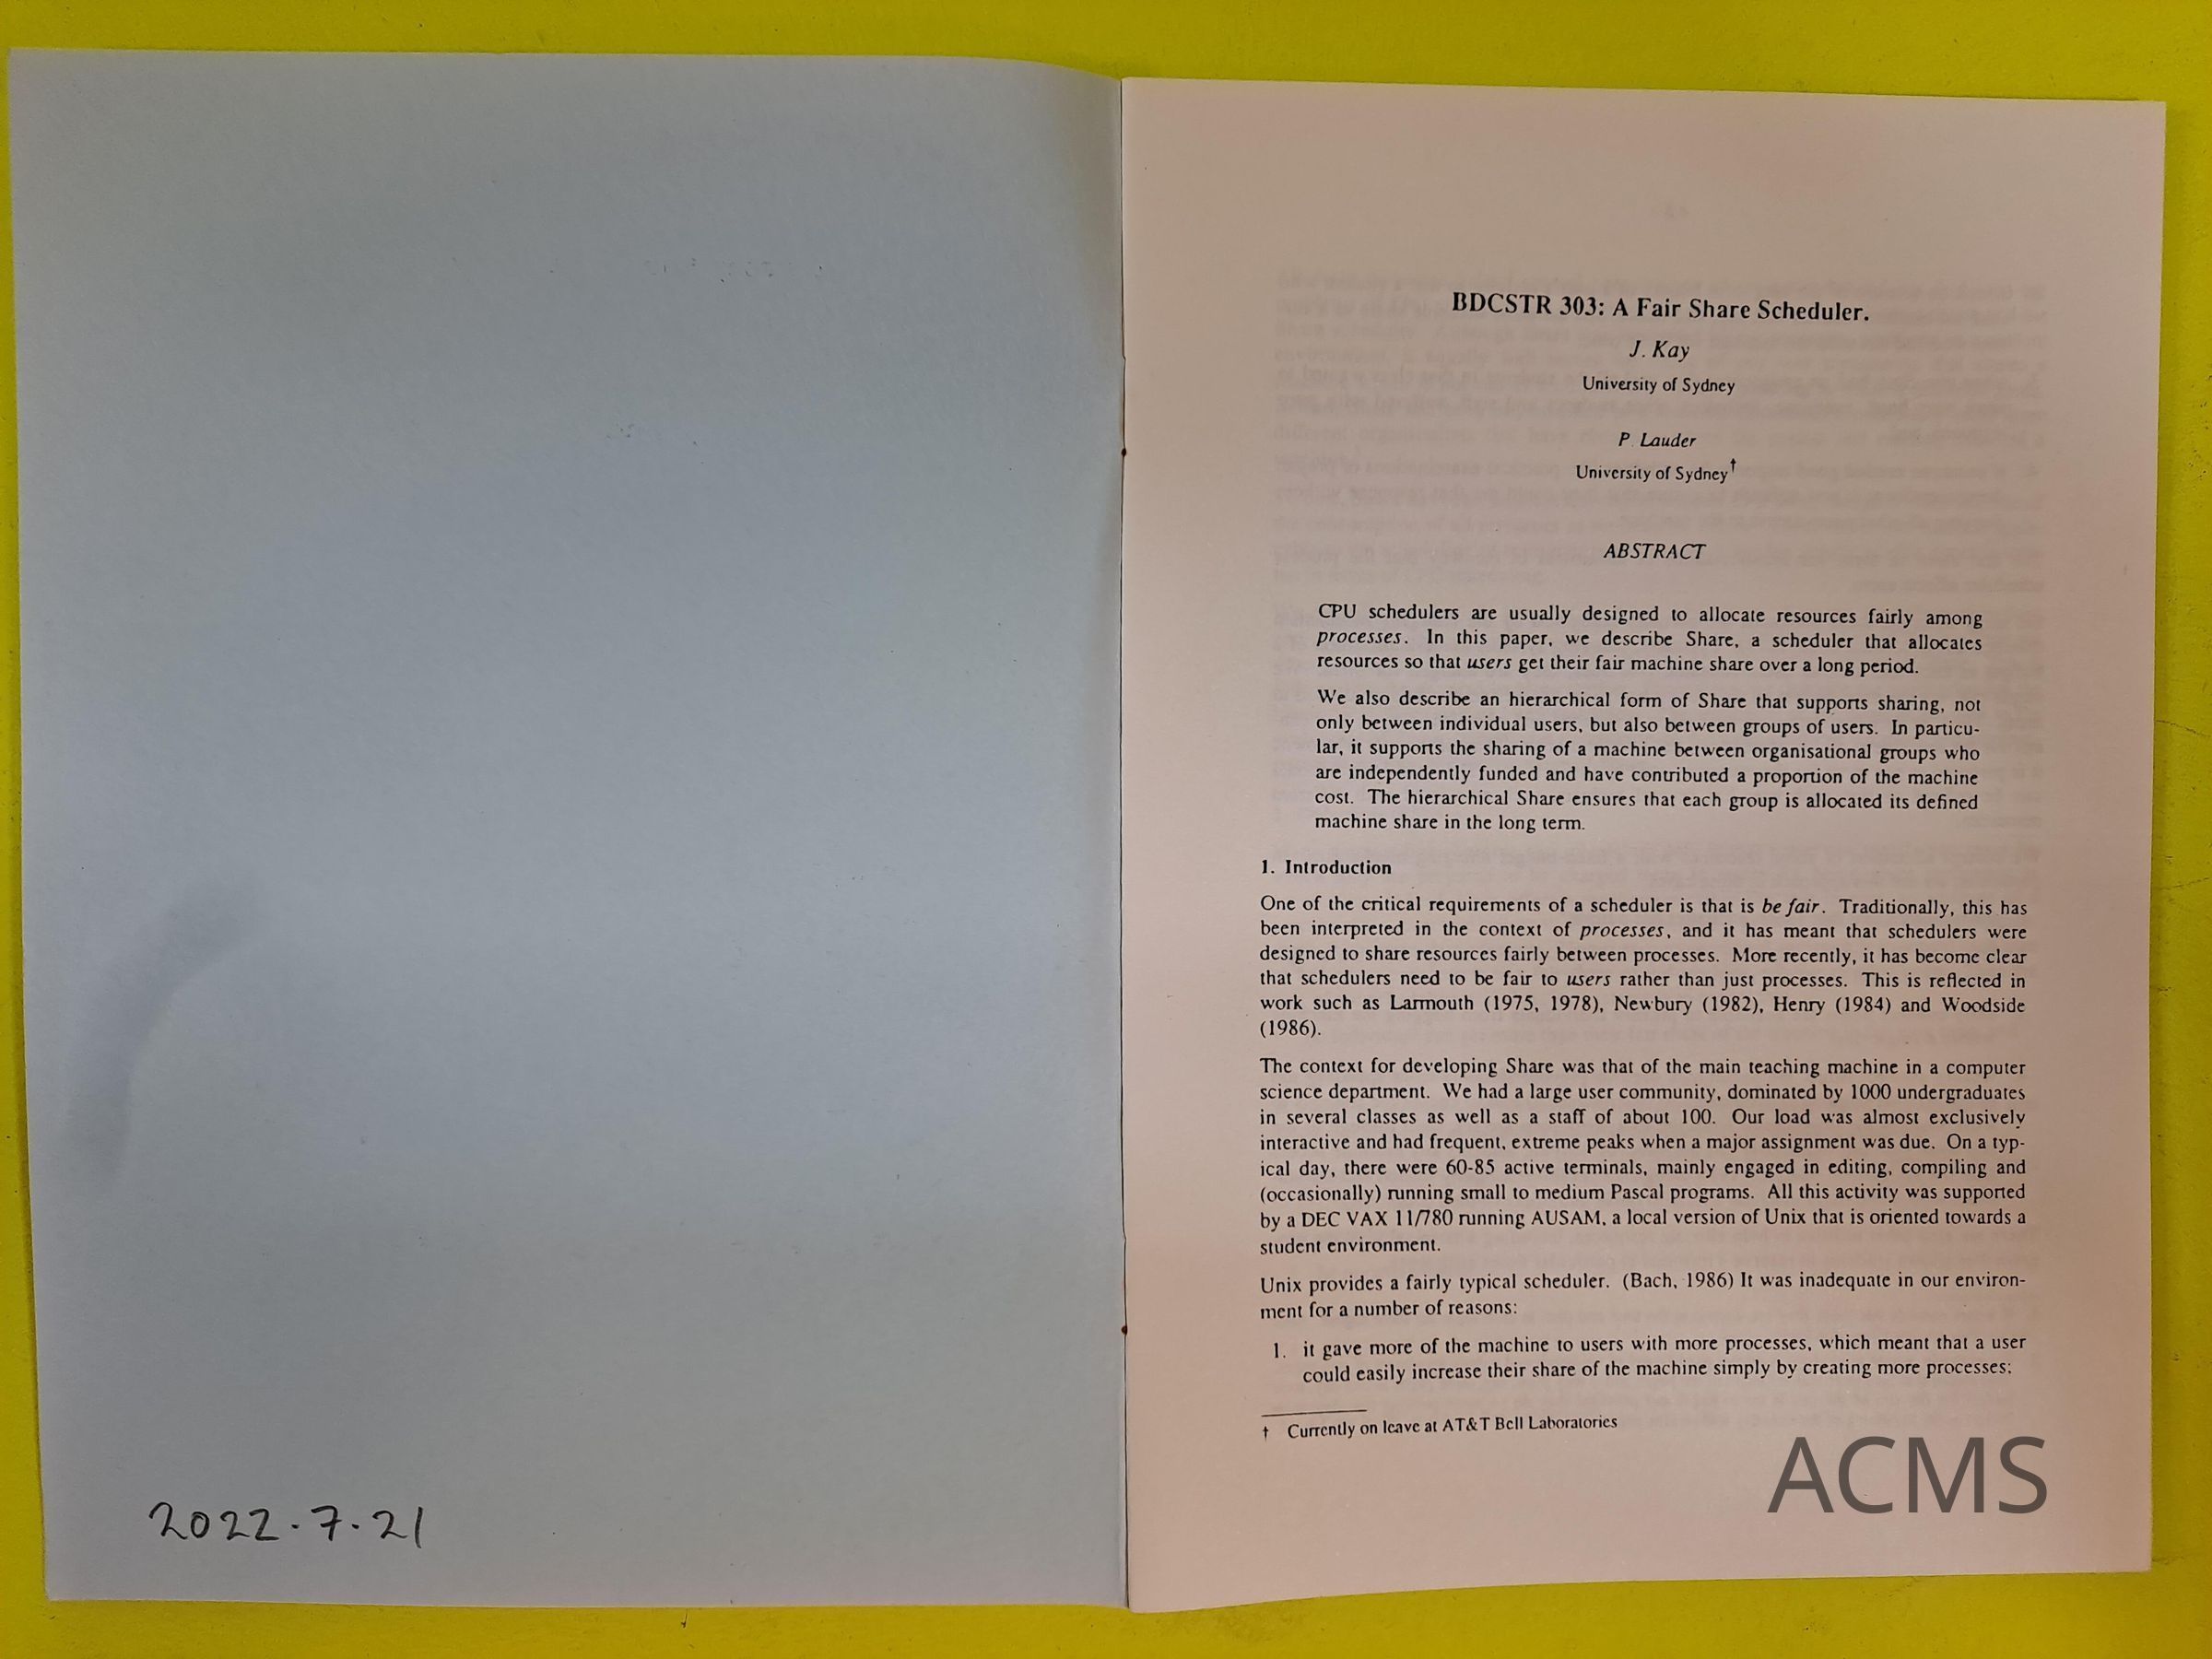 2022.7.21
BDCSTR 303: A Fair Share Scheduler.
J. Kay
University of Sydney
P. Lauder
University of Sydney†
ABSTRACT
CPU schedulers are usually designed to allocate resources fairly among
processes. In this paper, we describe Share, a scheduler that allocates
resources so that users get their fair machine share over a long period.
We also describe an hierarchical form of Share that supports sharing, not
only between individual users, but also between groups of users. In particu-
lar, it supports the sharing of a machine between organisational groups who
are independently funded and have contributed a proportion of the machine
cost. The hierarchical Share ensures that each group is allocated its defined
machine share in the long term.
1. Introduction
One of the critical requirements of a scheduler is that is be fair. Traditionally, this has
been interpreted in the context of processes, and it has meant that schedulers were
designed to share resources fairly between processes. More recently, it has become clear
that schedulers need to be fair to users rather than just processes. This is reflected in
work such as Larmouth (1975, 1978), Newbury (1982), Henry (1984) and Woodside
(1986).
The context for developing Share was that of the main teaching machine in a computer
science department. We had a large user community, dominated by 1000 undergraduates
in several classes as well as a staff of about 100. Our load was almost exclusively
interactive and had frequent, extreme peaks when a major assignment was due. On a typ-
ical day, there were 60-85 active terminals, mainly engaged in editing, compiling and
(occasionally) running small to medium Pascal programs. All this activity was supported
by a DEC VAX 11/780 running AUSAM, a local version of Unix that is oriented towards a
student environment.
Unix provides a fairly typical scheduler. (Bach, 1986) It was inadequate in our environ-
ment for a number of reasons:
1. it gave more of the machine to users with more processes, which meant that a user
could easily increase their share of the machine simply by creating more processes;
† Currently on leave at AT&T Bell Laboratories
ACMS